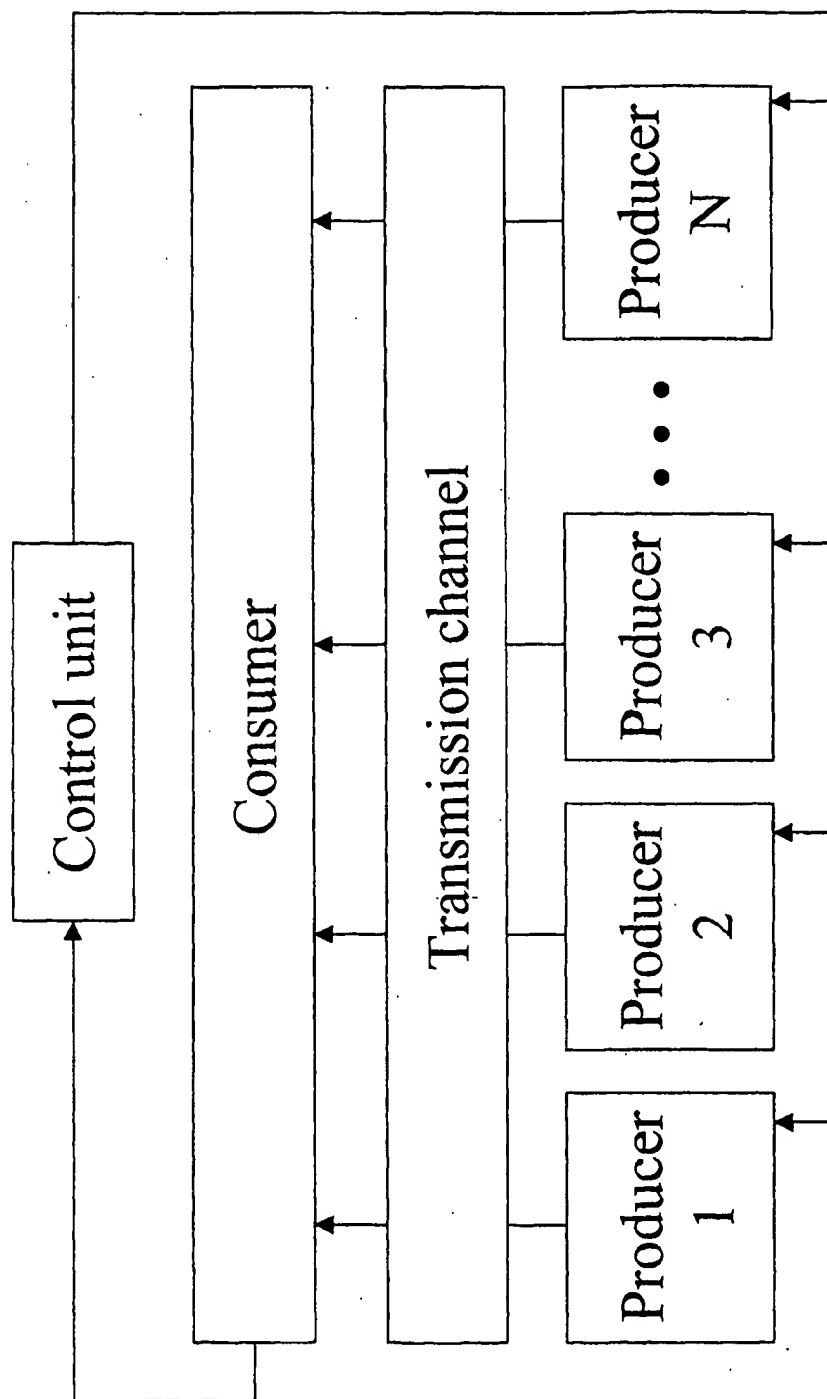 Control unit
Consumer
Transmission channel
Producer
1
Producer
2
Producer
3
• • •
Producer
N